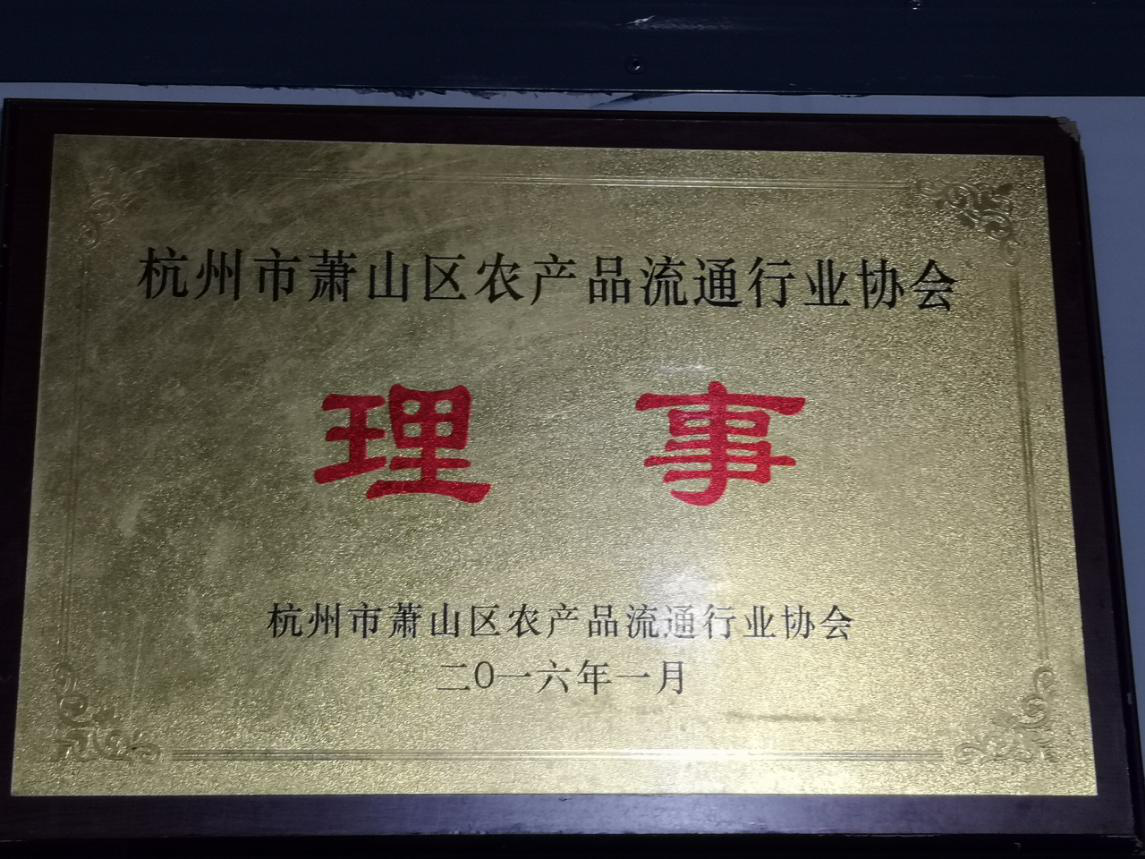 杭州市萧山区农产品流通行业协会
理事
杭州市萧山区农产品流通行业协会
二〇一六年一月